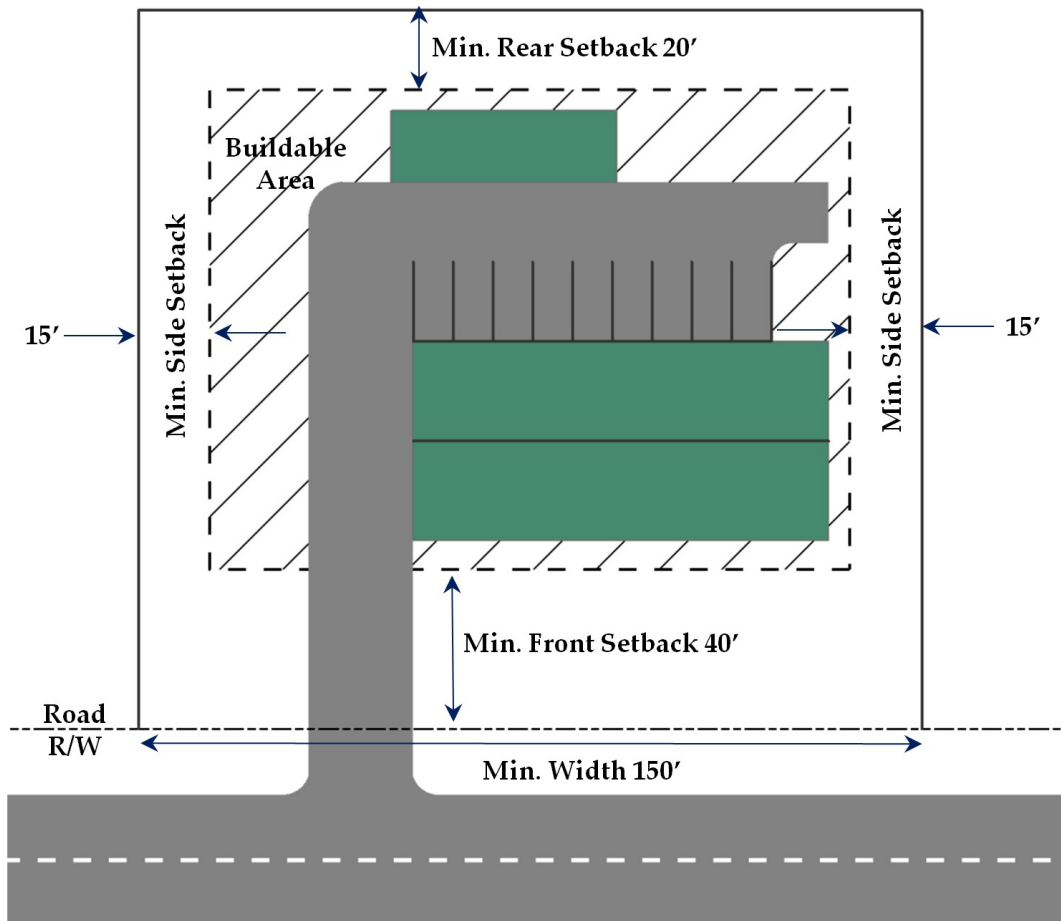 Min. Rear Setback 20’
Buildable
Area
Min. Side Setback
Min. Side Setback
15’
15’
Min. Front Setback 40’
Road
R/W
Min. Width 150’